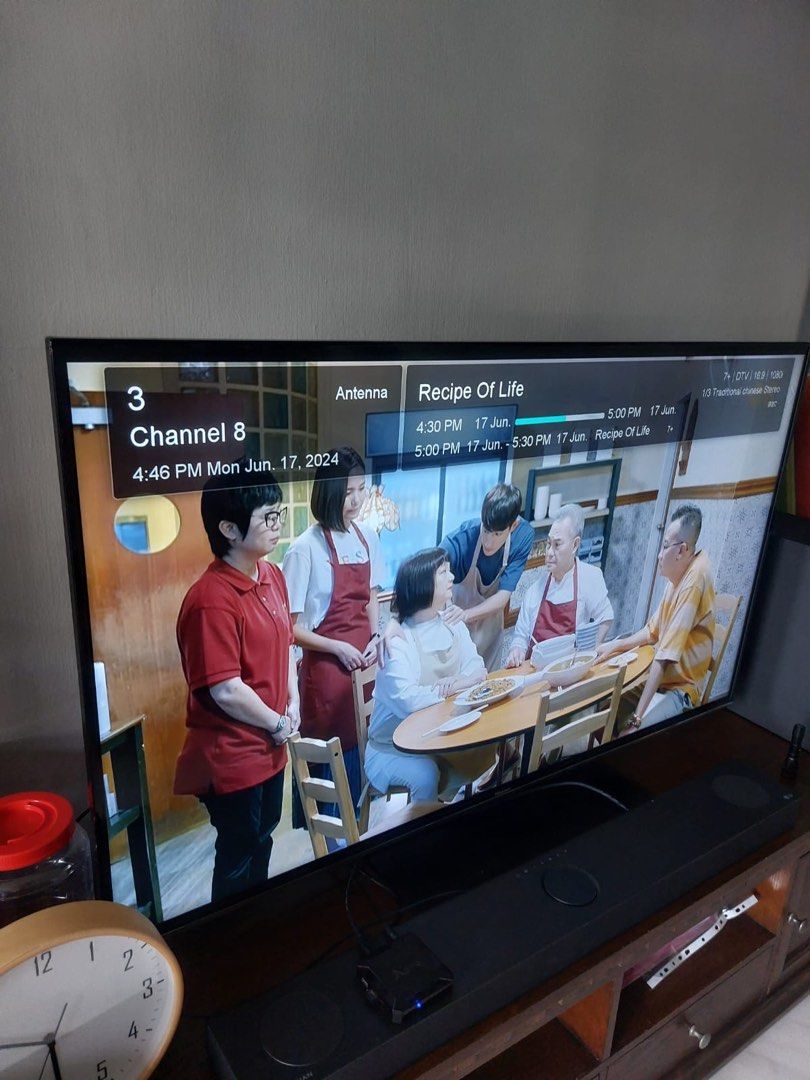 3
Antenna
Channel 8
4:46 PM Mon Jun. 17, 2024
Recipe Of Life
4:30 PM 17 Jun. 5:00 PM 17 Jun.
5:00 PM 17 Jun. - 5:30 PM 17 Jun. Recipe Of Life 7+
7+ | DTV | 16:9 | 1080i
1/3 Traditional chinese Stereo
12
1
2
3
4
5